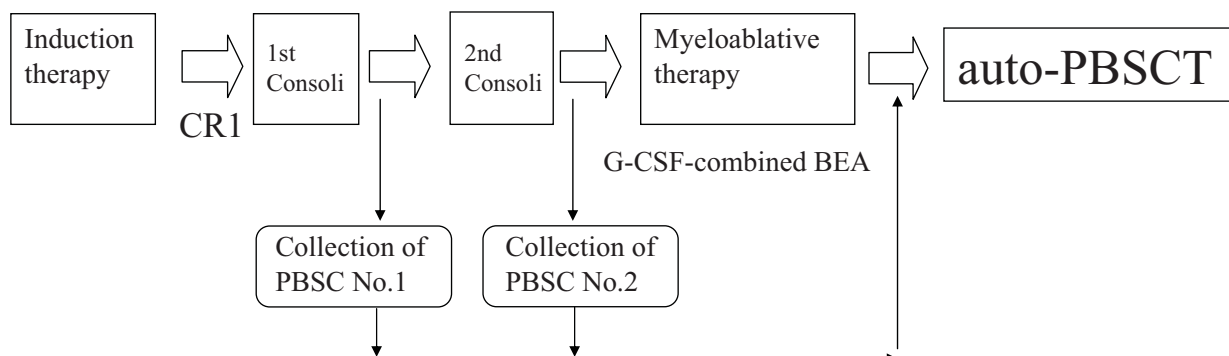 Induction
therapy
CR1
1st
Consoli
2nd
Consoli
Myeloablative
therapy
G-CSF-combined BEA
auto-PBSCT
Collection of
PBSC No.1
Collection of
PBSC No.2